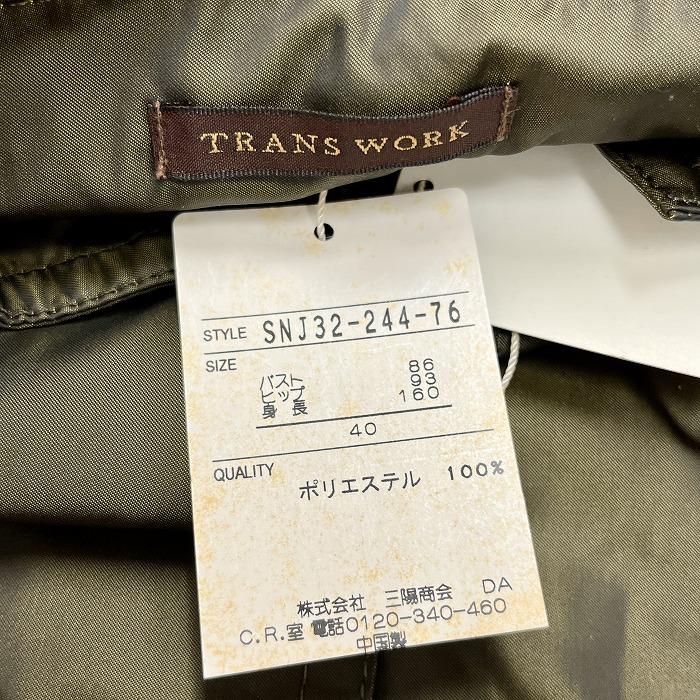 TRANS WORK
STYLE SNJ32-244-76
SIZE
バスト 86
ヒップ 93
身長 160
40
QUALITY
ポリエステル 100%
株式会社 三陽商会 DA
C.R.室 電話0120-340-460
中国製